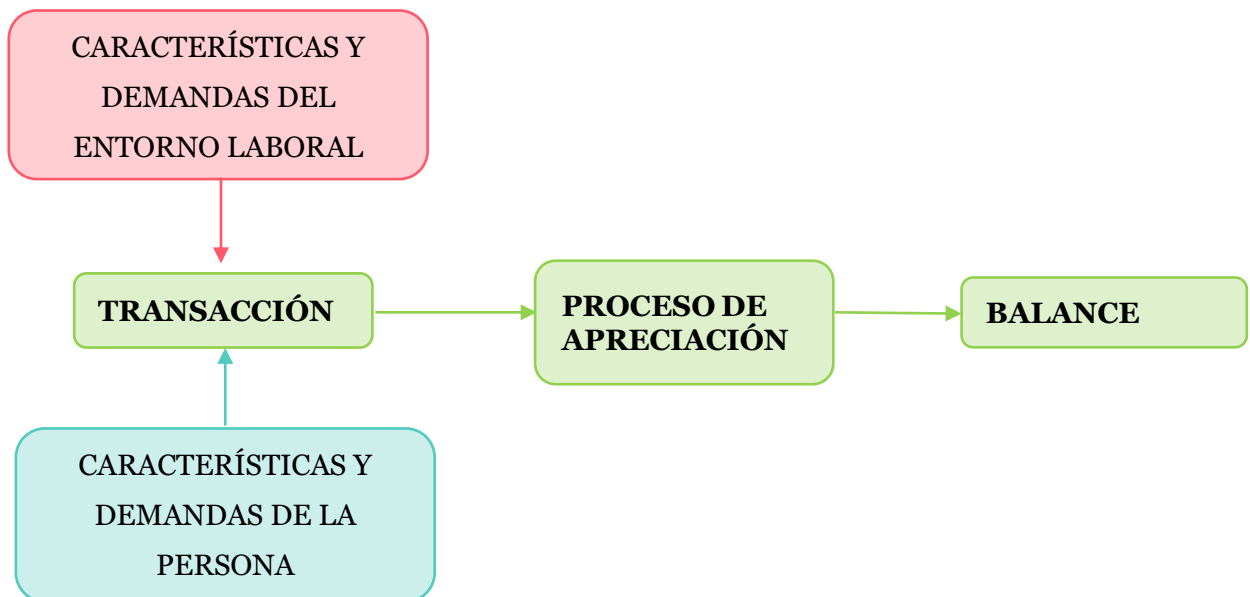 CARACTERÍSTICAS Y
DEMANDAS DEL
ENTORNO LABORAL
TRANSACCIÓN
PROCESO DE
APRECIACIÓN
BALANCE
CARACTERÍSTICAS Y
DEMANDAS DE LA
PERSONA